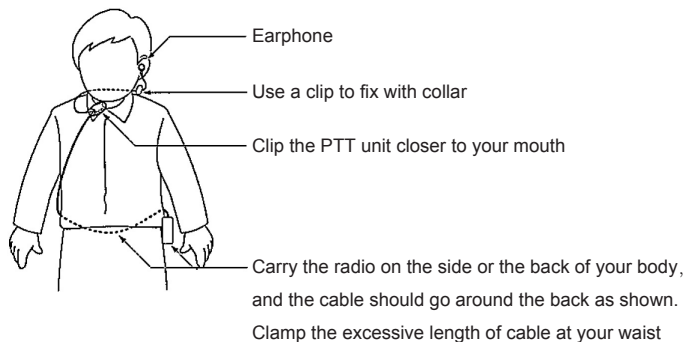 Earphone
Use a clip to fix with collar
Clip the PTT unit closer to your mouth
Carry the radio on the side or the back of your body,
and the cable should go around the back as shown.
Clamp the excessive length of cable at your waist